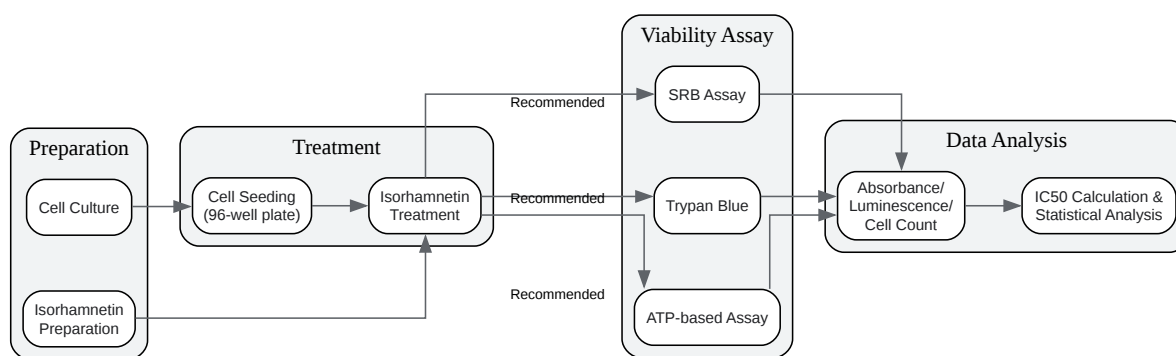 Preparation
Cell Culture
Isorhamnetin
Preparation
Treatment
Cell Seeding
(96-well plate)
Isorhamnetin
Treatment
Recommended
Recommended
Recommended
Viability Assay
SRB Assay
Trypan Blue
ATP-based Assay
Data Analysis
Absorbance/
Luminescence/
Cell Count
IC50 Calculation &
Statistical Analysis